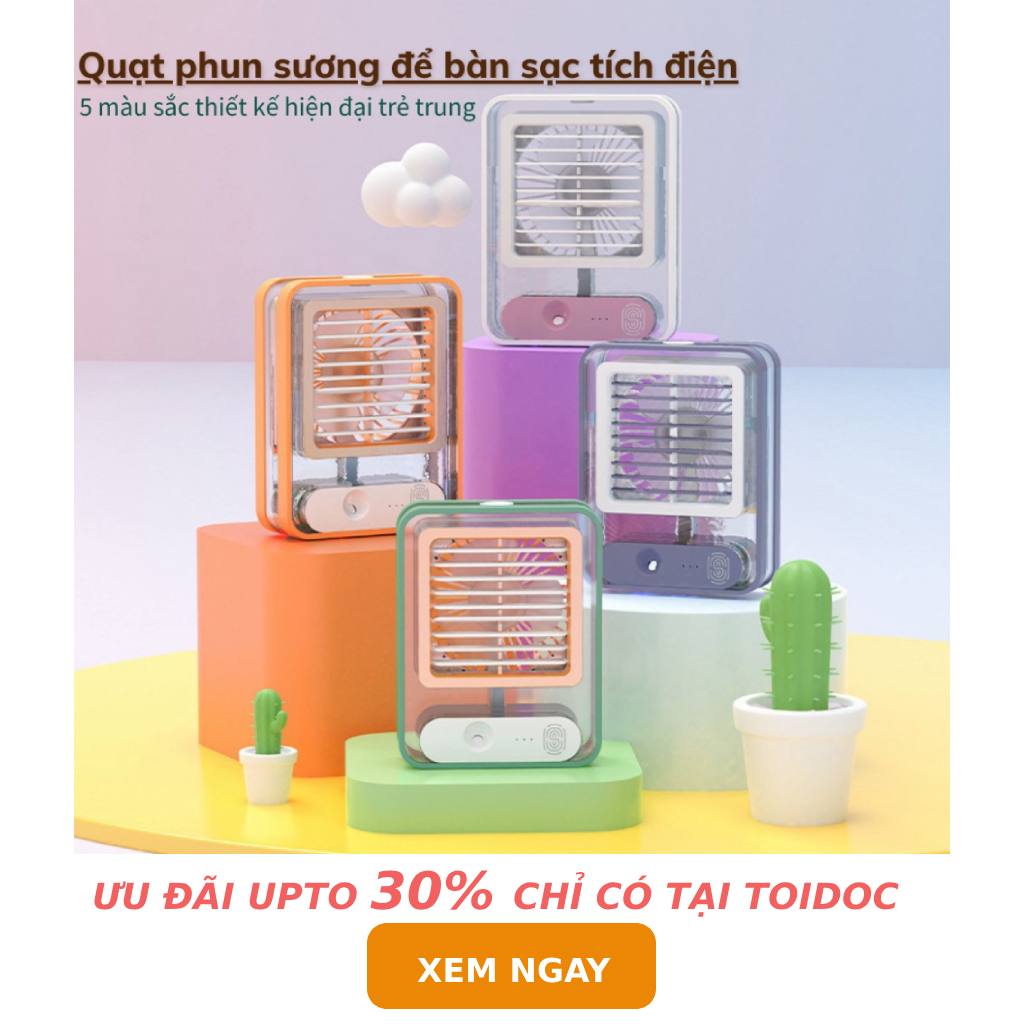 Quạt phun sương để bàn sạc tích điện
5 màu sắc thiết kế hiện đại trẻ trung
ƯU ĐÃI UPTO 30% CHỈ CÓ TẠI TOIDOC
XEM NGAY